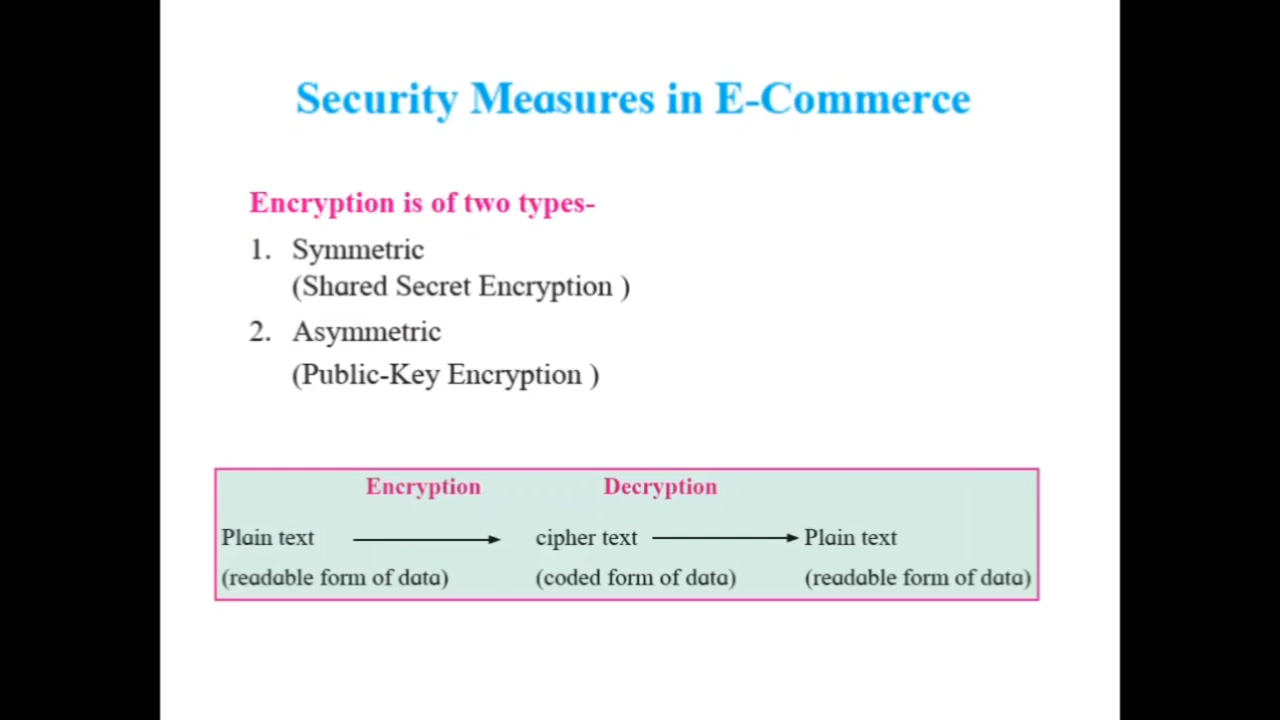 Security Measures in E-Commerce
Encryption is of two types-
1. Symmetric
(Shared Secret Encryption )
2. Asymmetric
(Public-Key Encryption )
Encryption Decryption
Plain text cipher text Plain text
(readable form of data) (coded form of data) (readable form of data)